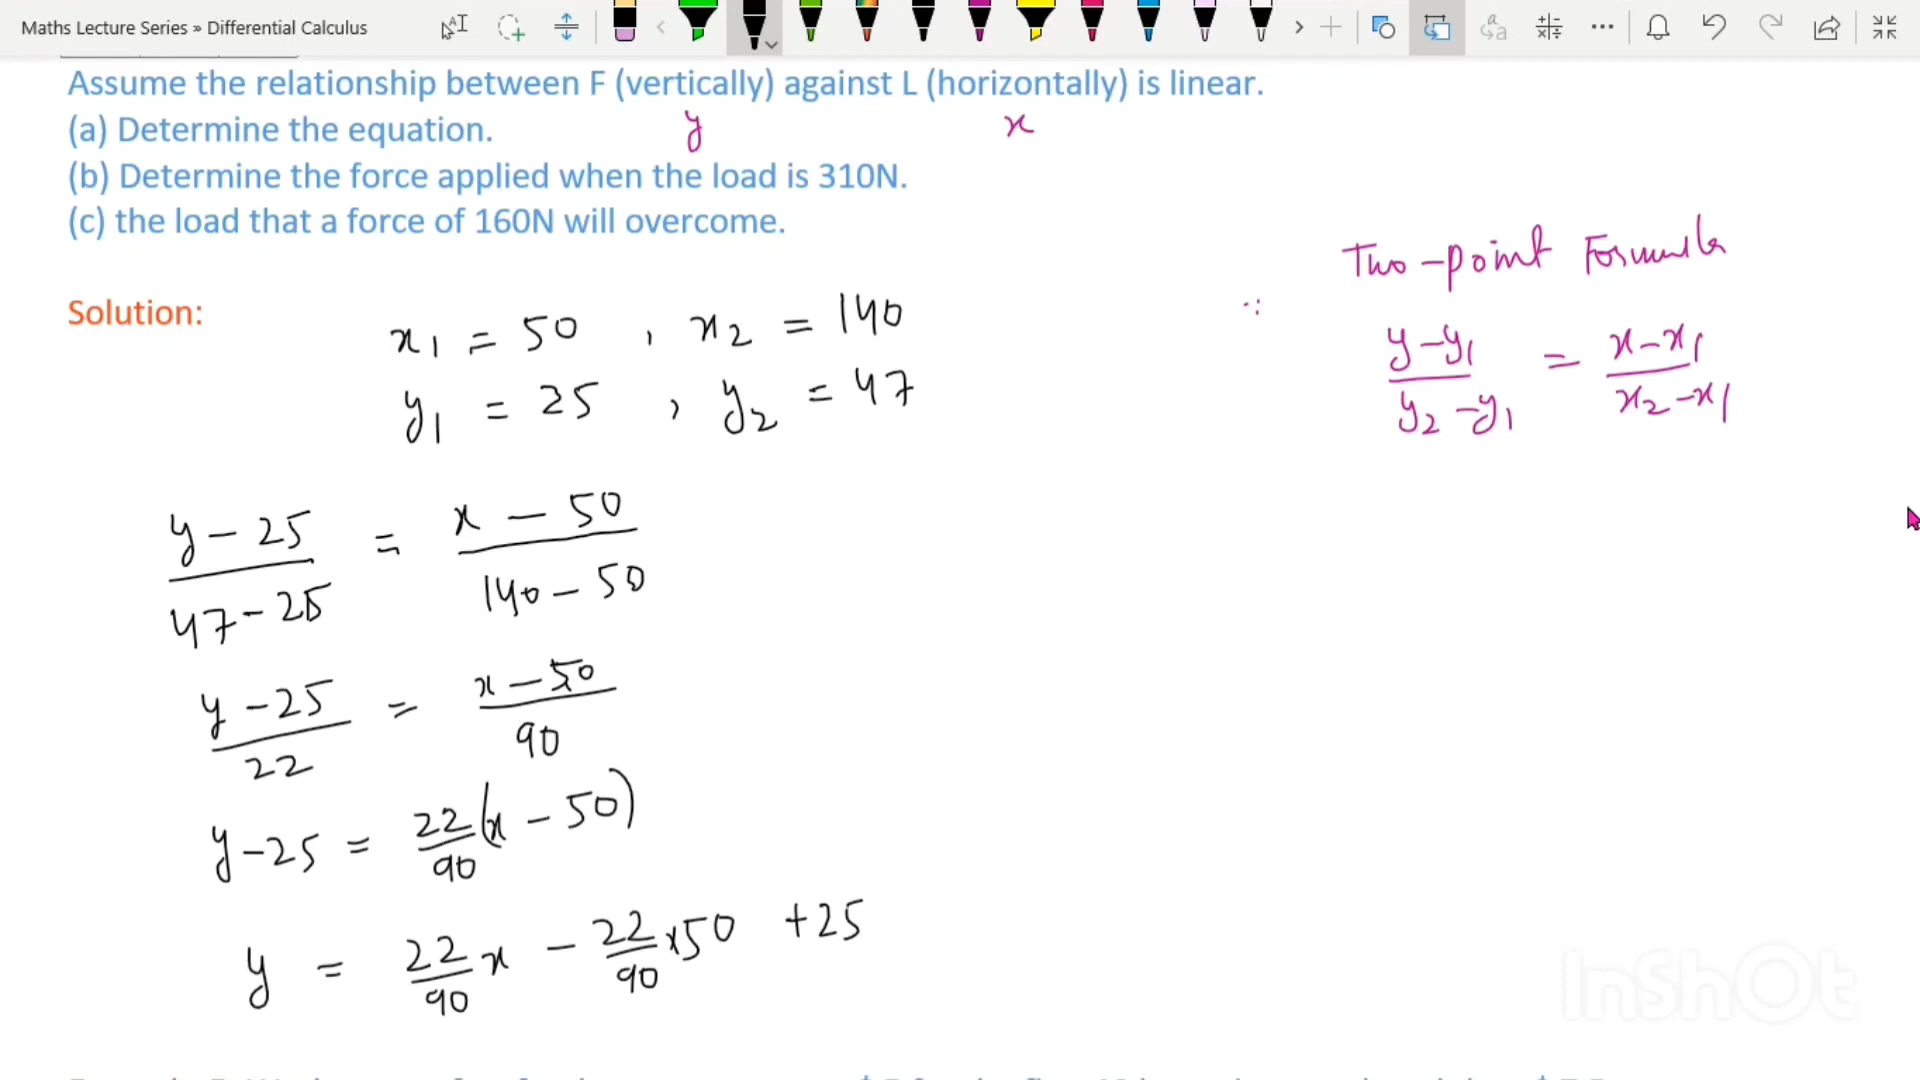 Maths Lecture Series » Differential Calculus
Assume the relationship between F (vertically) against L (horizontally) is linear.
y x
(a) Determine the equation.
(b) Determine the force applied when the load is 310N.
(c) the load that a force of 160N will overcome.
Two-point Formula
∵ (y-y₁)/(y₂-y₁) = (x-x₁)/(x₂-x₁)
Solution:
x₁ = 50 , x₂ = 140
y₁ = 25 , y₂ = 47
(y-25)/(47-25) = (x-50)/(140-50)
(y-25)/22 = (x-50)/90
y-25 = 22/90 (x-50)
y = 22/90 x - 22/90 ×50 +25
InShOt